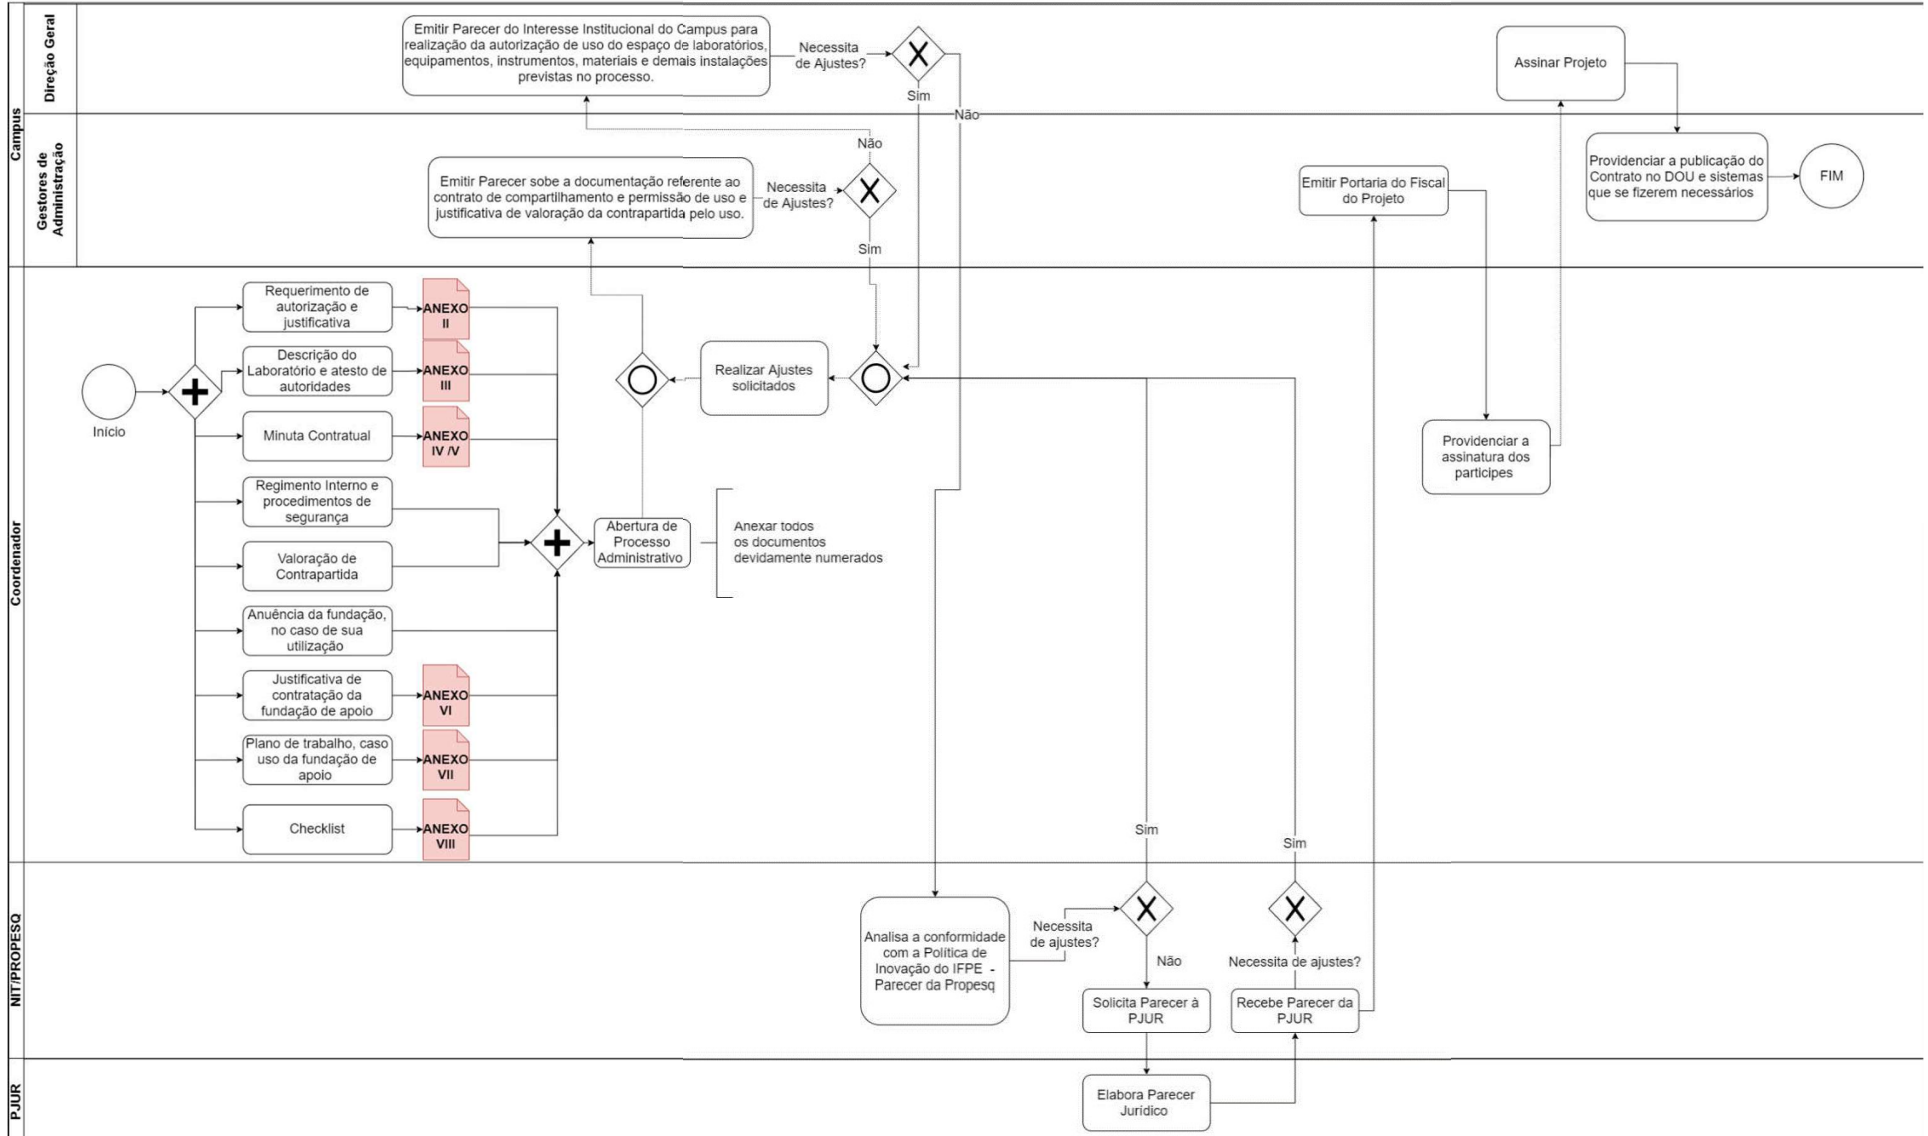 Campus
Direção Geral
Emitir Parecer do Interesse Institucional do Campus para
realização da autorização de uso do espaço de laboratórios,
equipamentos, instrumentos, materiais e demais instalações
previstas no processo.
Necessita
de Ajustes?
Sim
Não
Assinar Projeto
Gestores de
Administração
Emitir Parecer sobe a documentação referente ao
contrato de compartilhamento e permissão de uso e
justificativa de valoração da contrapartida pelo uso.
Necessita
de Ajustes?
Não
Sim
Emitir Portaria do Fiscal
do Projeto
Providenciar a publicação do
Contrato no DOU e sistemas
que se fizerem necessários
FIM
Coordenador
Início
Requerimento de
autorização e
justificativa
ANEXO
II
Descrição do
Laboratório e atesto de
autoridades
ANEXO
III
Minuta Contratual
ANEXO
IV /V
Regimento Interno e
procedimentos de
segurança
Valoração de
Contrapartida
Anuência da fundação,
no caso de sua
utilização
Justificativa de
contratação da
fundação de apoio
ANEXO
VI
Plano de trabalho, caso
uso da fundação de
apoio
ANEXO
VII
Checklist
ANEXO
VIII
Abertura de
Processo
Administrativo
Anexar todos
os documentos
devidamente numerados
Realizar Ajustes
solicitados
Providenciar a
assinatura dos
participes
Sim
Sim
NIT/PROPESQ
Analisa a conformidade
com a Política de
Inovação do IFPE -
Parecer da Propesq
Necessita
de ajustes?
Não
Solicita Parecer à
PJUR
Necessita de ajustes?
Recebe Parecer da
PJUR
PJUR
Elabora Parecer
Jurídico